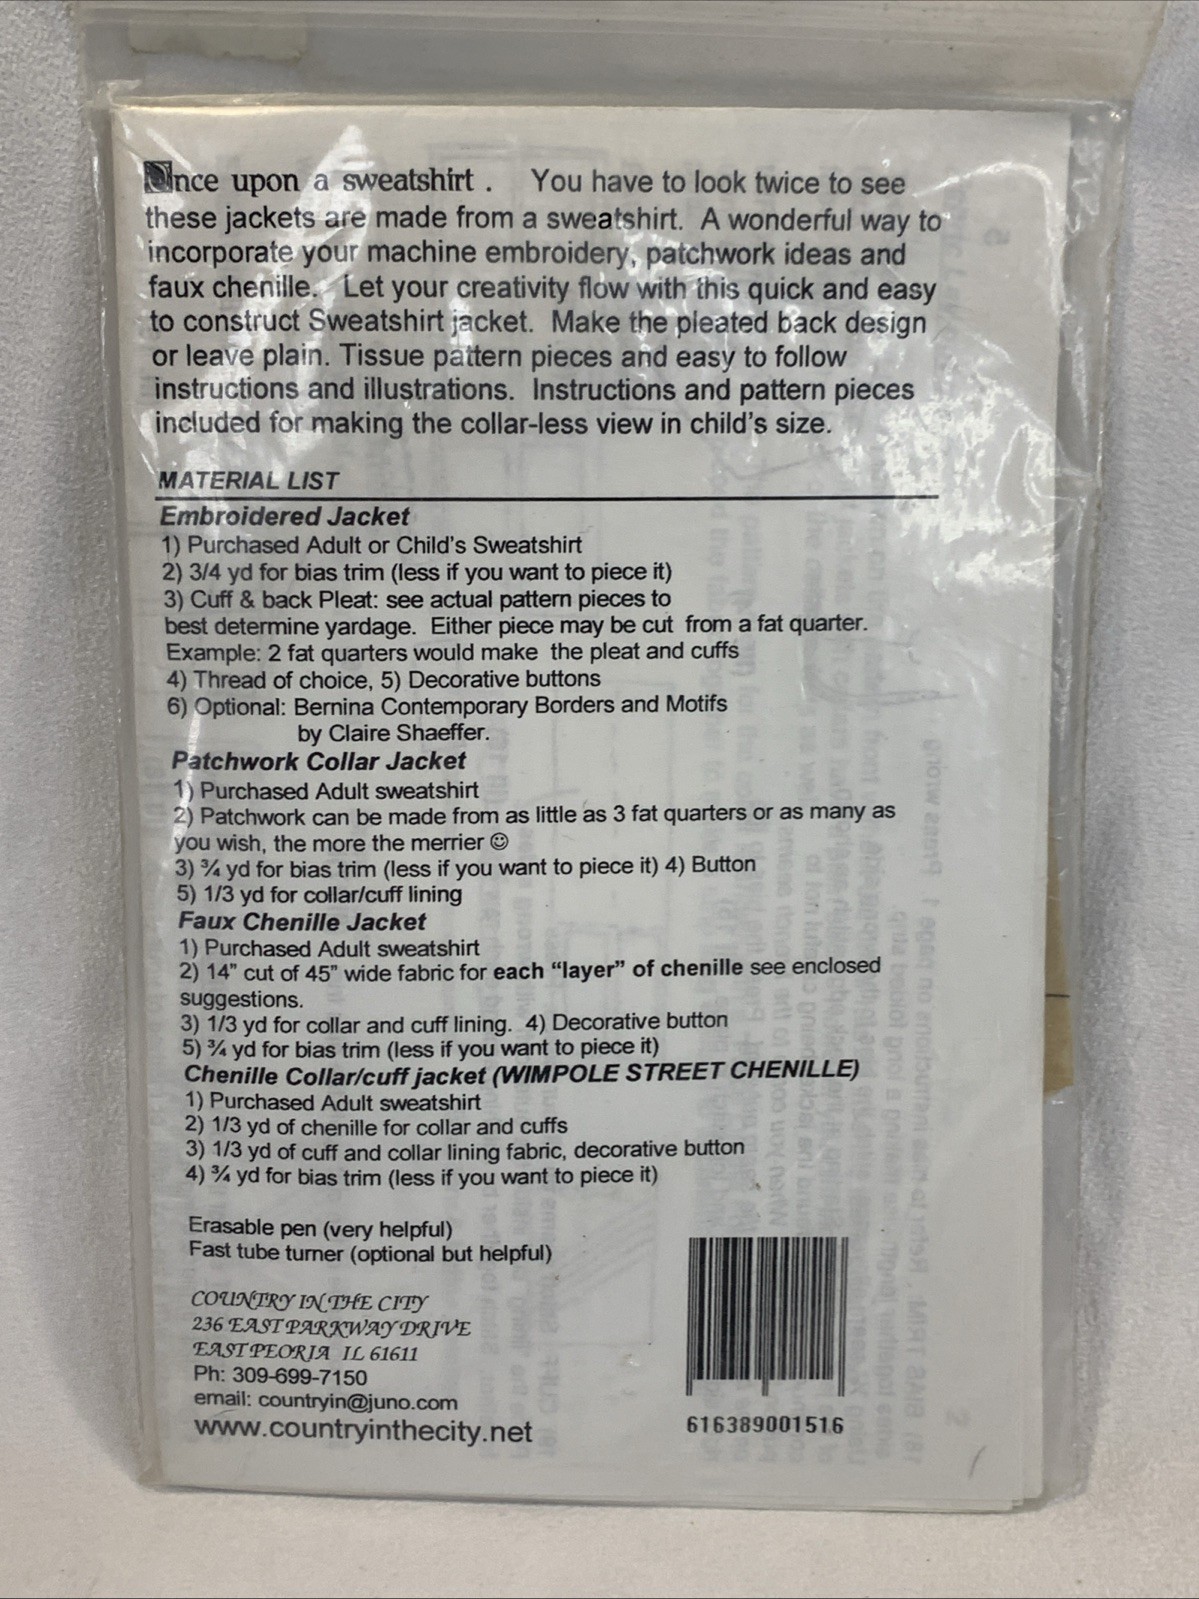 Once upon a sweatshirt . You have to look twice to see
these jackets are made from a sweatshirt. A wonderful way to
incorporate your machine embroidery, patchwork ideas and
faux chenille. Let your creativity flow with this quick and easy
to construct Sweatshirt jacket. Make the pleated back design
or leave plain. Tissue pattern pieces and easy to follow
instructions and illustrations. Instructions and pattern pieces
included for making the collar-less view in child's size.
MATERIAL LIST
Embroidered Jacket
1) Purchased Adult or Child's Sweatshirt
2) 3/4 yd for bias trim (less if you want to piece it)
3) Cuff & back Pleat: see actual pattern pieces to
best determine yardage. Either piece may be cut from a fat quarter.
Example: 2 fat quarters would make the pleat and cuffs
4) Thread of choice, 5) Decorative buttons
6) Optional: Bernina Contemporary Borders and Motifs
by Claire Shaeffer.
Patchwork Collar Jacket
1) Purchased Adult sweatshirt
2) Patchwork can be made from as little as 3 fat quarters or as many as
you wish, the more the merrier ☺
3) ¾ yd for bias trim (less if you want to piece it) 4) Button
5) 1/3 yd for collar/cuff lining
Faux Chenille Jacket
1) Purchased Adult sweatshirt
2) 14" cut of 45" wide fabric for each "layer" of chenille see enclosed
suggestions.
3) 1/3 yd for collar and cuff lining. 4) Decorative button
5) ¾ yd for bias trim (less if you want to piece it)
Chenille Collar/cuff jacket (WIMPOLE STREET CHENILLE)
1) Purchased Adult sweatshirt
2) 1/3 yd of chenille for collar and cuffs
3) 1/3 yd of cuff and collar lining fabric, decorative button
4) ¾ yd for bias trim (less if you want to piece it)
Erasable pen (very helpful)
Fast tube turner (optional but helpful)
COUNTRY IN THE CITY
236 EAST PARKWAY DRIVE
EAST PEORIA IL 61611
Ph: 309-699-7150
email: countryin@juno.com
www.countryinthecity.net
616389001516